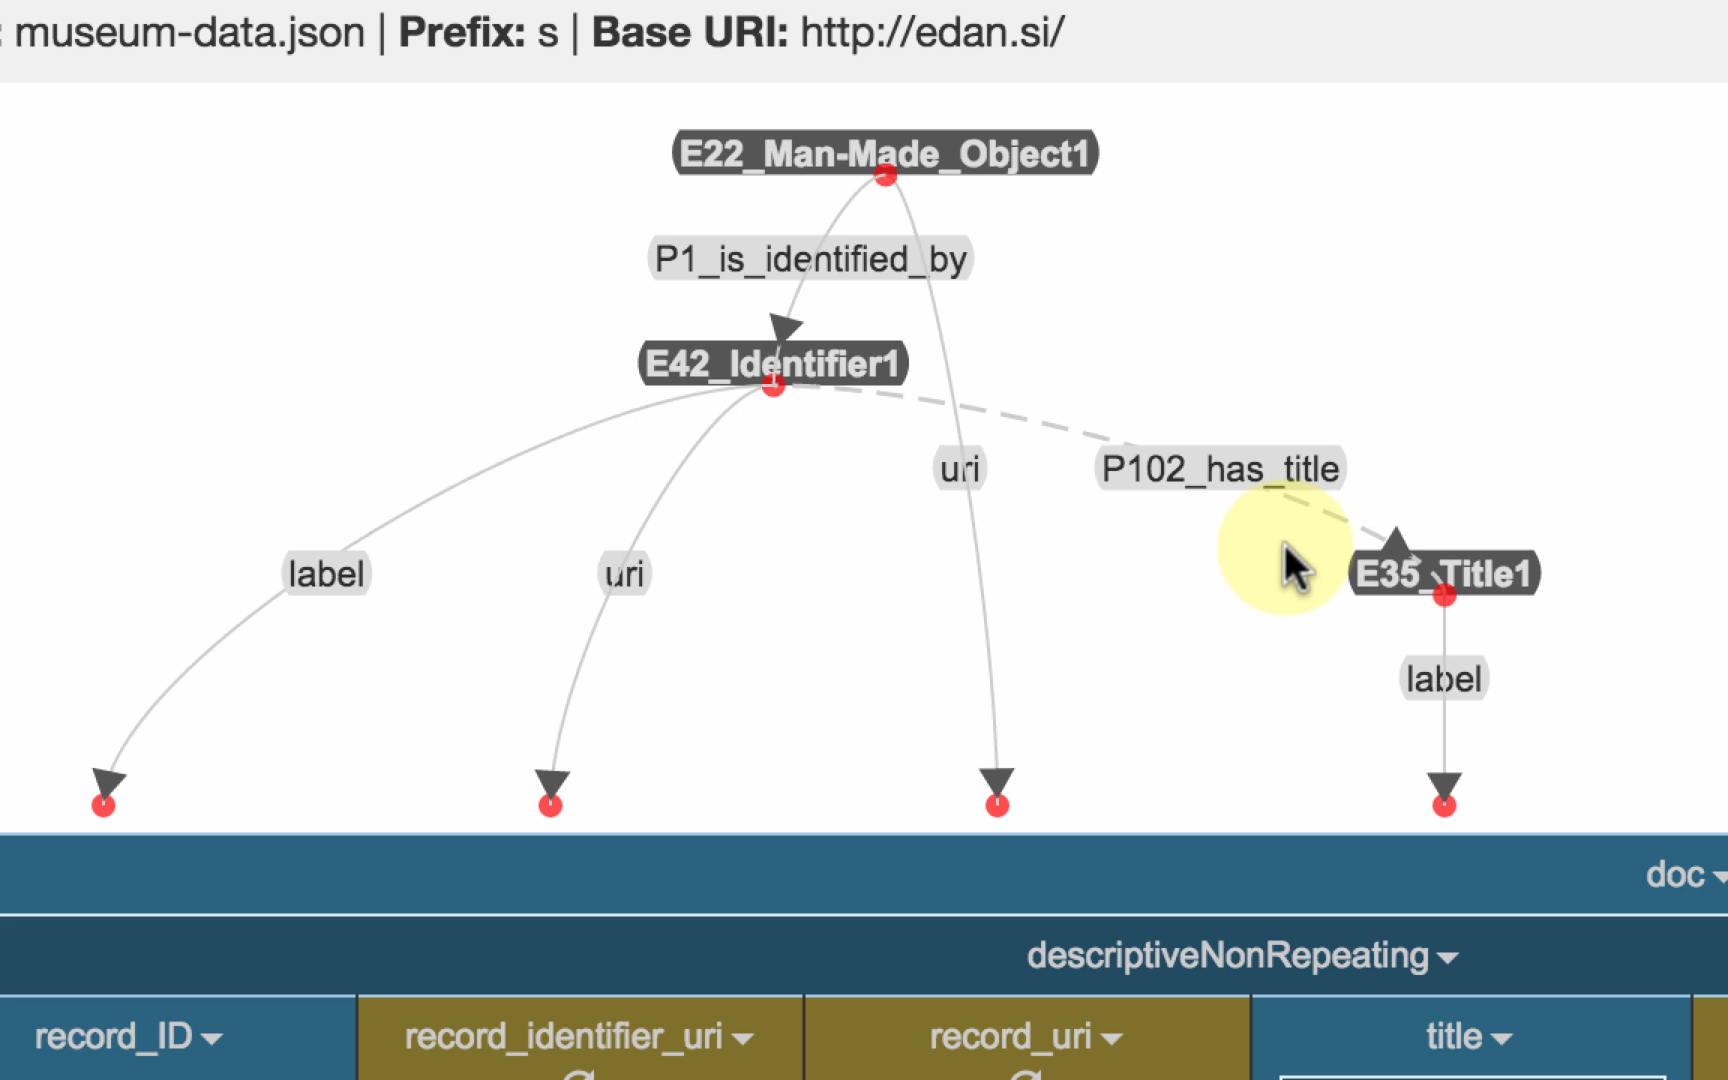 : museum-data.json | Prefix: s | Base URI: http://edan.si/
E22_Man-Made_Object1
P1_is_identified_by
E42_Identifier1
uri
P102_has_title
label
uri
E35_Title1
label
doc
descriptiveNonRepeating
record_ID
record_identifier_uri
record_uri
title